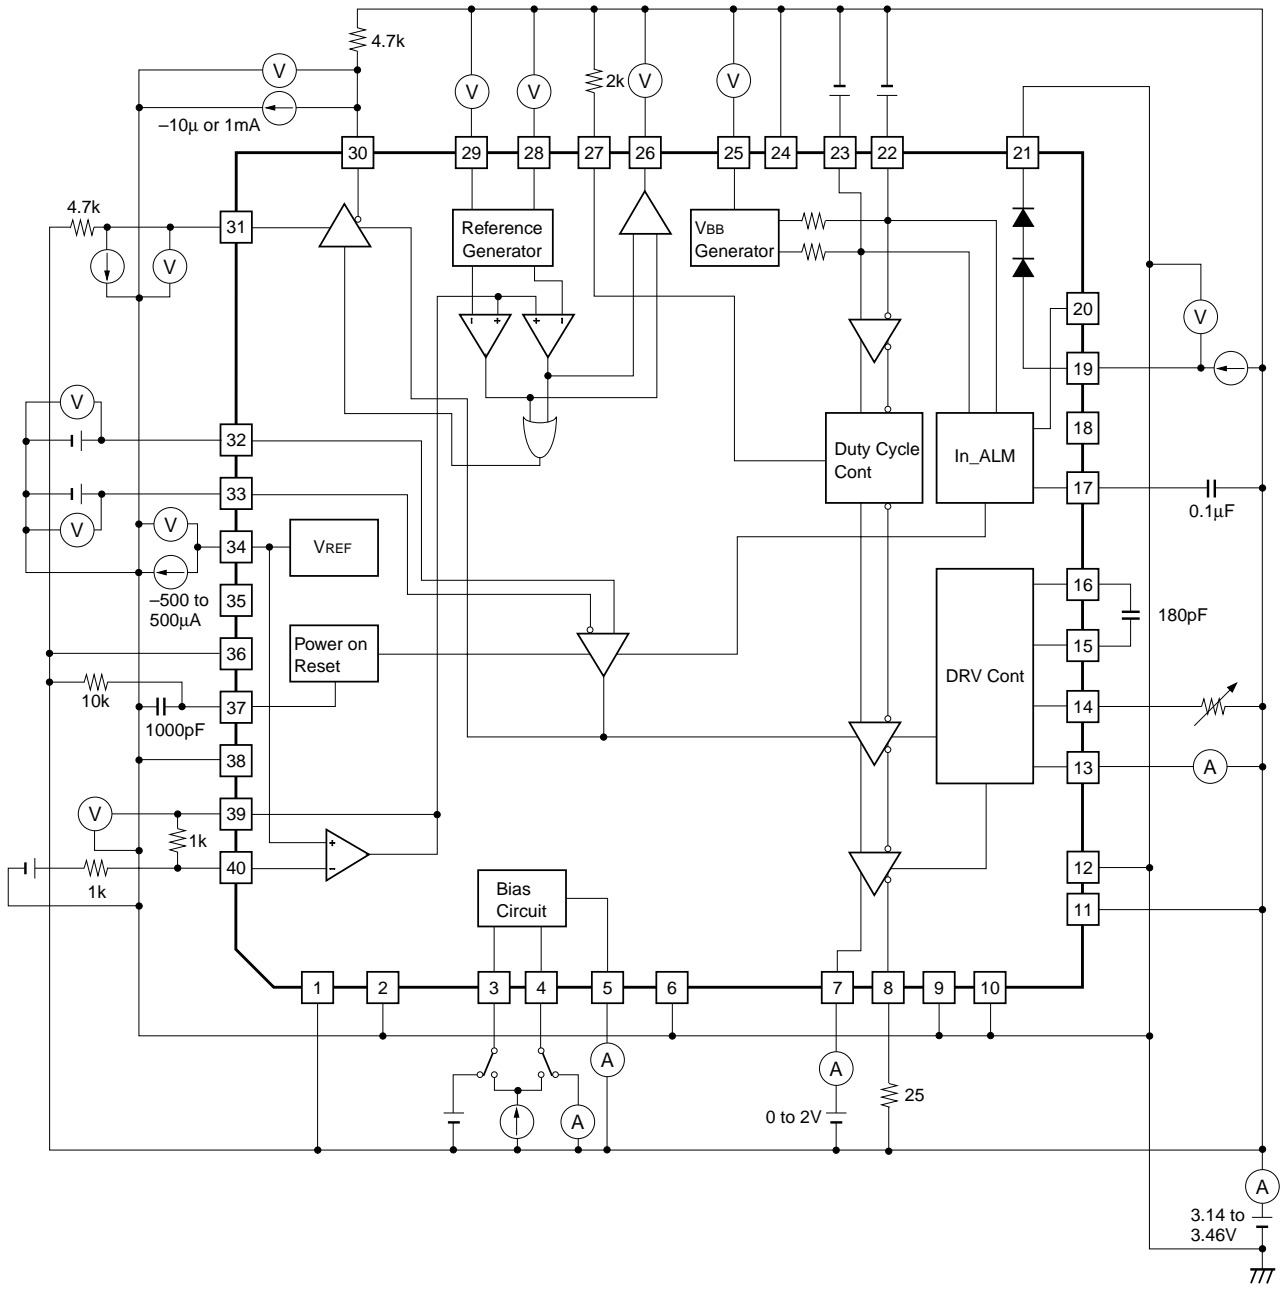 4.7k
V
–10μ or 1mA
V
V
2k
V
V
30
29
28
27
26
25
24
23
22
21
4.7k
31
V
Reference
Generator
VBB
Generator
– +
+ –
20
V
19
V
32
18
Duty Cycle
Cont
In_ALM
33
17
0.1μF
V
V
34
VREF
–500 to
500μA
35
16
180pF
Power on
Reset
36
15
DRV Cont
10k
37
14
1000pF
38
13
A
V
39
1k
+
–
40
1k
12
Bias
Circuit
11
1
2
3
4
5
6
7
8
9
10
A
A
25
0 to 2V
A
A
3.14 to
3.46V